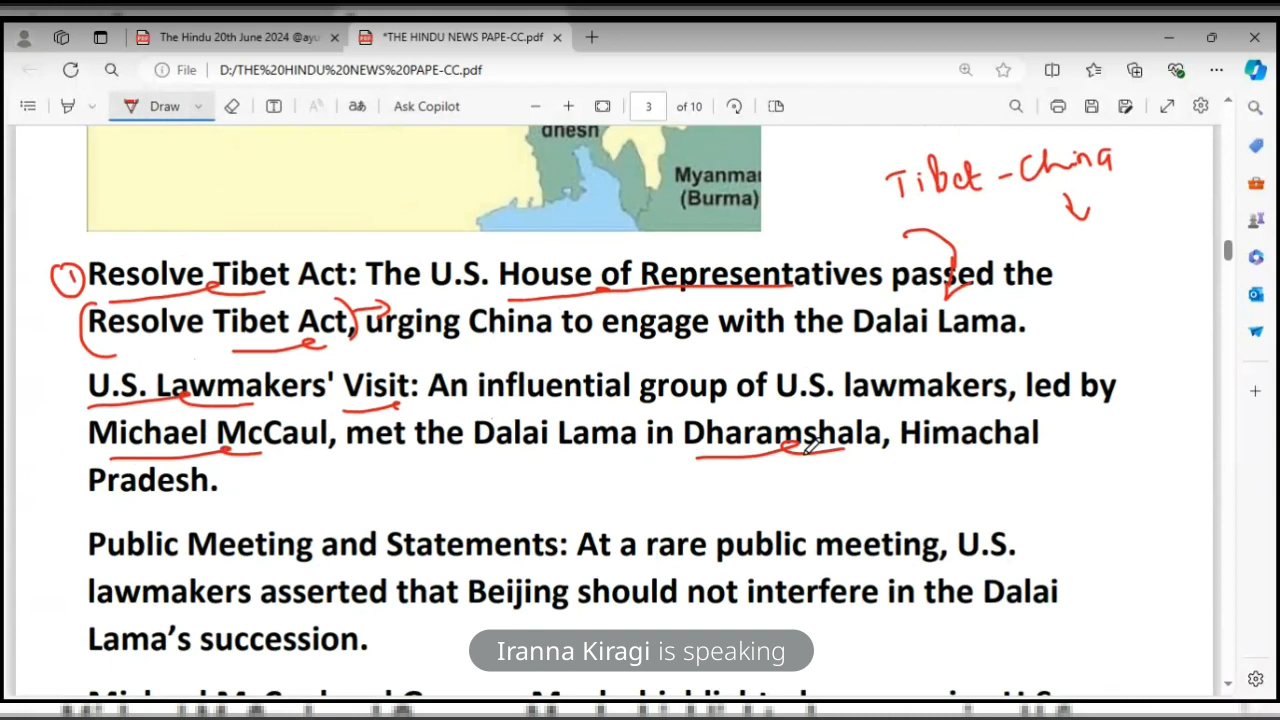 The Hindu 20th June 2024 @ayu
*THE HINDU NEWS PAPE-CC.pdf
File
D:/THE%20HINDU%20NEWS%20PAPE-CC.pdf
Draw
Ask Copilot
3
of 10
dhesh
Myanmar
(Burma)
Tibet - China
1
Resolve Tibet Act: The U.S. House of Representatives passed the
Resolve Tibet Act, urging China to engage with the Dalai Lama.
U.S. Lawmakers' Visit: An influential group of U.S. lawmakers, led by
Michael McCaul, met the Dalai Lama in Dharamshala, Himachal
Pradesh.
Public Meeting and Statements: At a rare public meeting, U.S.
lawmakers asserted that Beijing should not interfere in the Dalai
Lama’s succession.
Iranna Kiragi is speaking